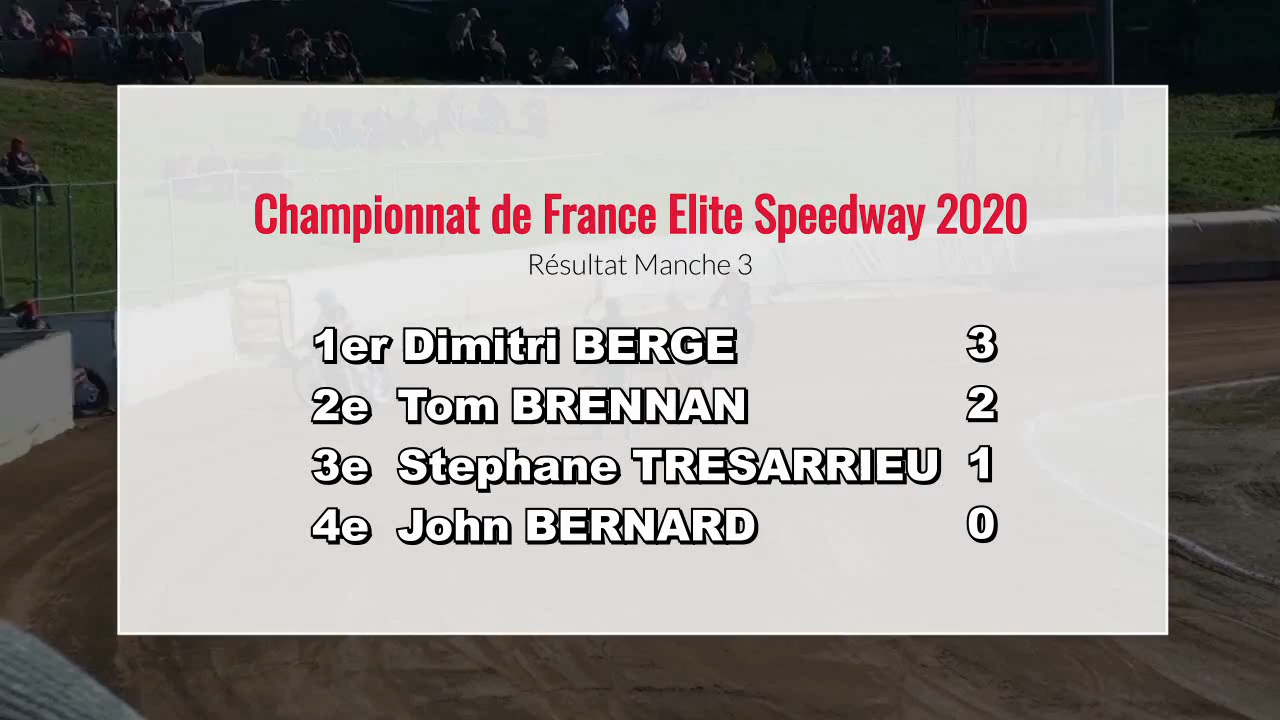 Championnat de France Elite Speedway 2020
Résultat Manche 3
1er Dimitri BERGE 3
2e Tom BRENNAN 2
3e Stephane TRESARRIEU 1
4e John BERNARD 0